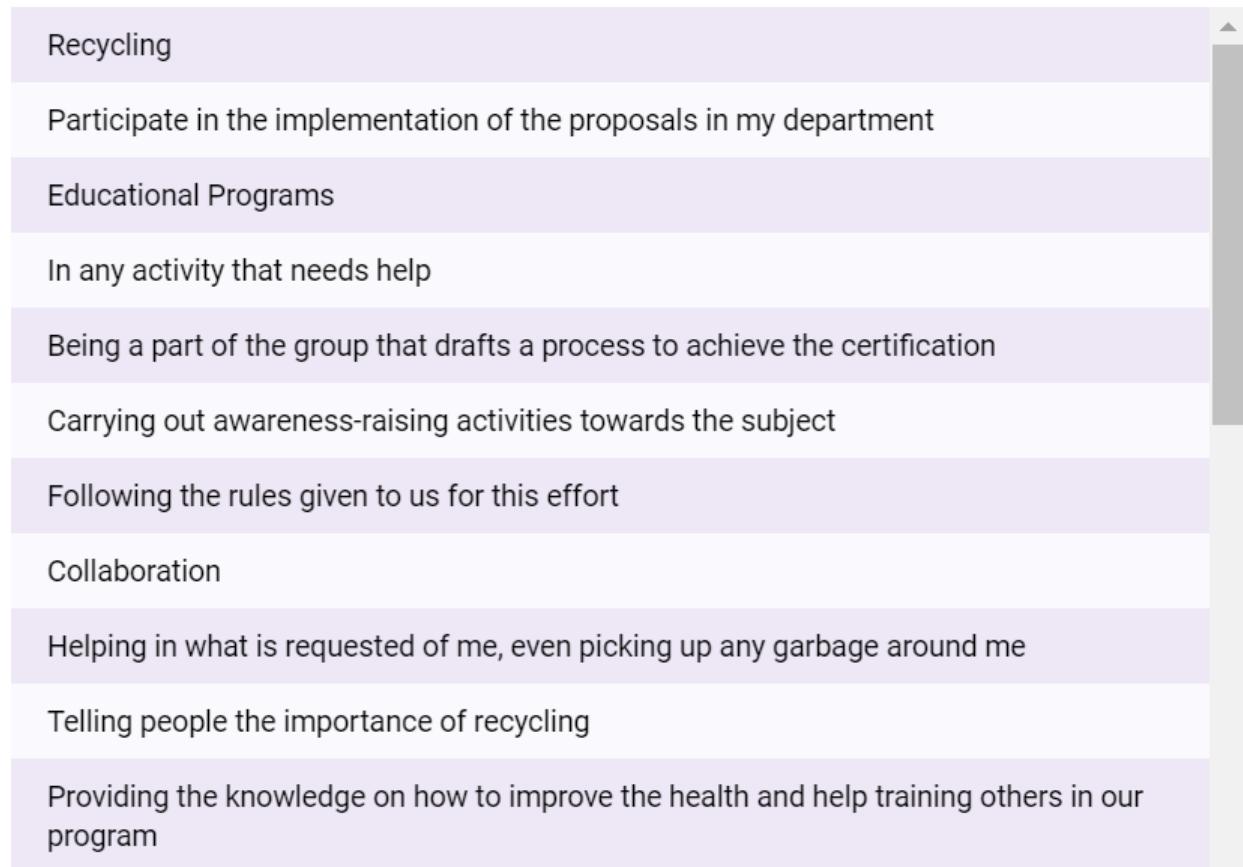 Recycling
Participate in the implementation of the proposals in my department
Educational Programs
In any activity that needs help
Being a part of the group that drafts a process to achieve the certification
Carrying out awareness-raising activities towards the subject
Following the rules given to us for this effort
Collaboration
Helping in what is requested of me, even picking up any garbage around me
Telling people the importance of recycling
Providing the knowledge on how to improve the health and help training others in our
program